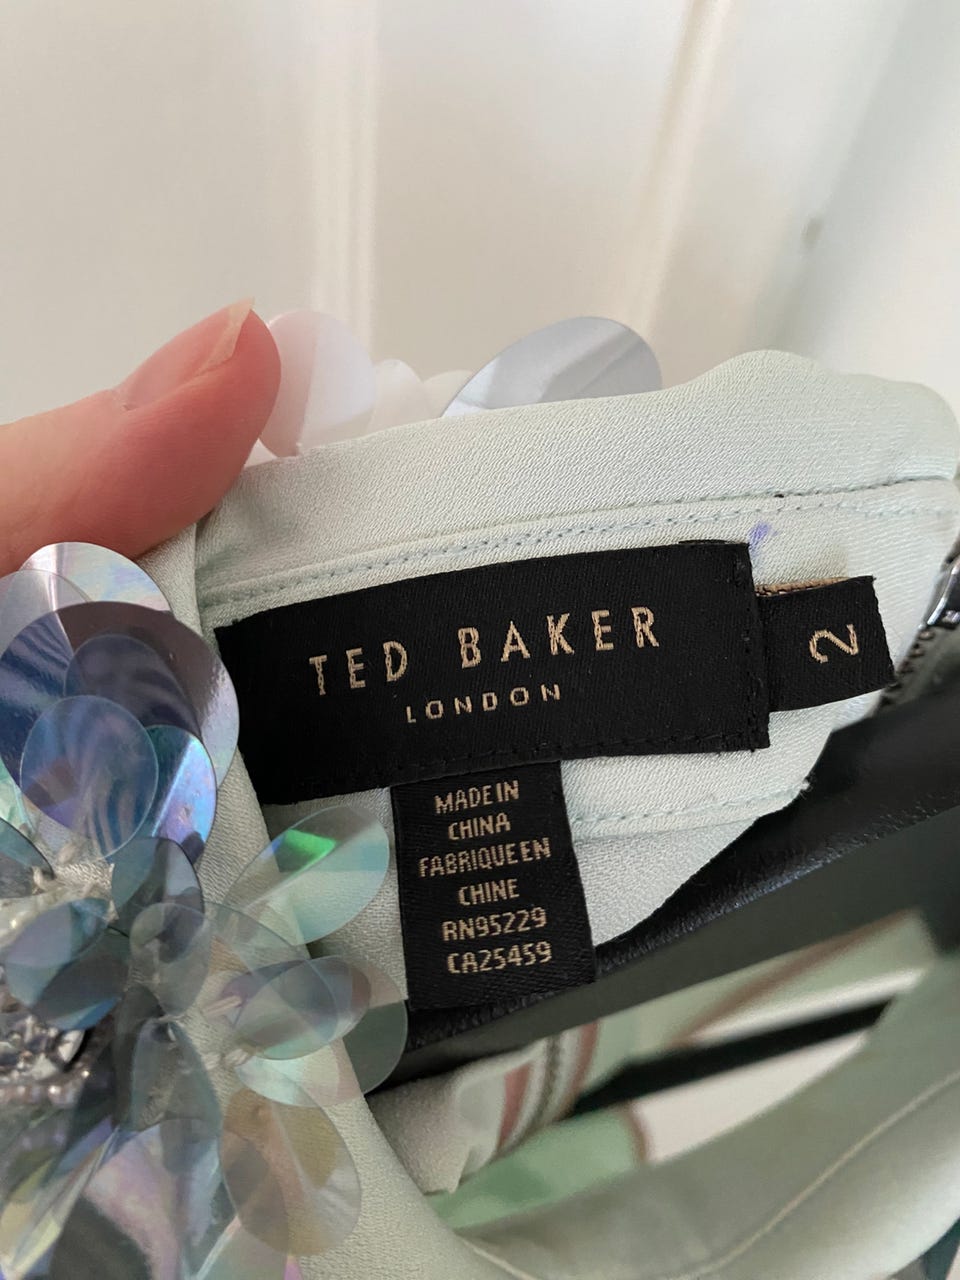 TED BAKER
LONDON
2
MADE IN
CHINA
FABRIQUE EN
CHINE
RN95229
CA25459